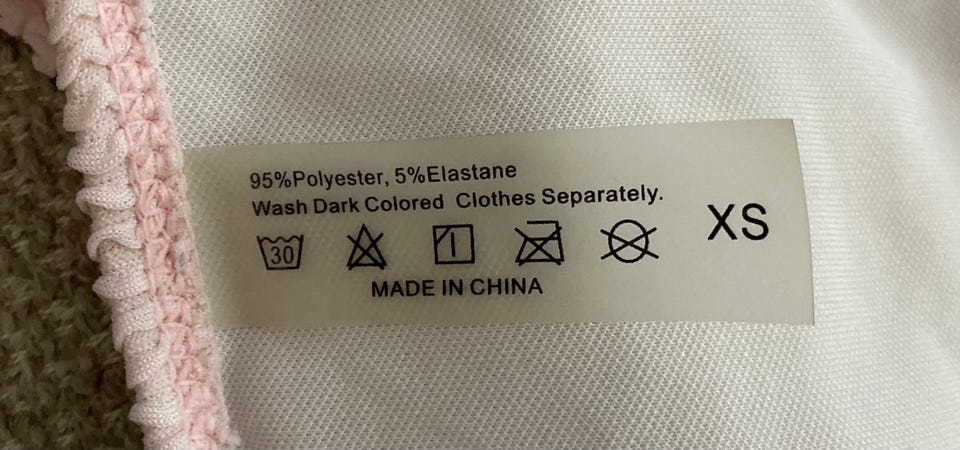 95%Polyester, 5%Elastane
Wash Dark Colored Clothes Separately.
30
XS
MADE IN CHINA